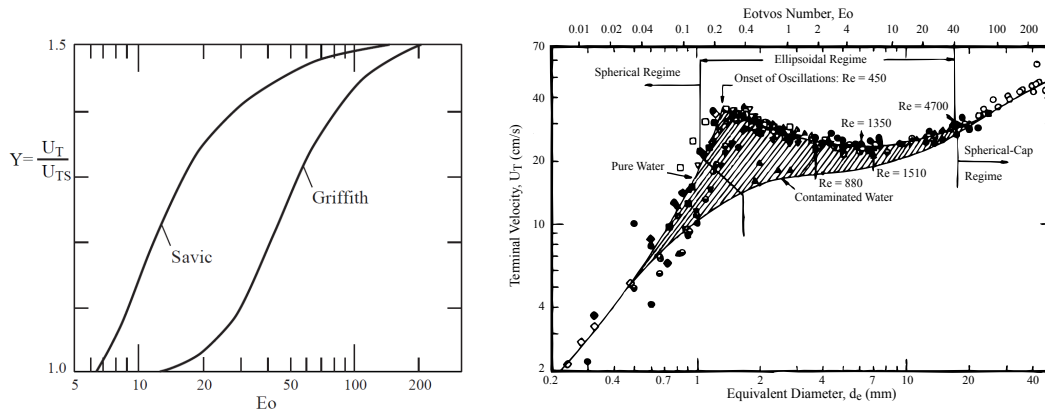 1.5
Y= U_T
U_TS
Griffith
Savic
1.0
5 10 20 50 100 200
Eo
Eotvos Number, Eo
0.01 0.02 0.04 0.1 0.2 0.4 1 2 4 6 10 20 40 100 200
70
Ellipsoidal Regime
Spherical Regime
Onset of Oscillations: Re = 450
40
Re = 4700
Re = 1350
20
Spherical-Cap
Pure Water
Re = 1510
Regime
Re = 880
Contaminated Water
10
Terminal Velocity, U_T (cm/s)
4
2
0.2 0.4 0.7 1 2 4 7 10 20 40
Equivalent Diameter, d_e (mm)